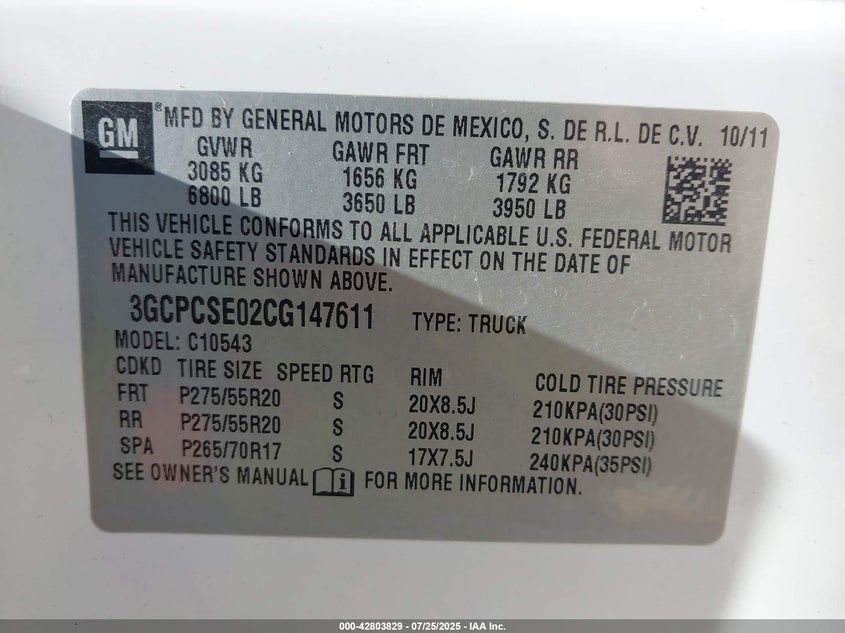 GM ® MFD BY GENERAL MOTORS DE MEXICO, S. DE R.L. DE C.V. 10/11
GVWR GAWR FRT GAWR RR
3085 KG 1656 KG 1792 KG
6800 LB 3650 LB 3950 LB
THIS VEHICLE CONFORMS TO ALL APPLICABLE U.S. FEDERAL MOTOR
VEHICLE SAFETY STANDARDS IN EFFECT ON THE DATE OF
MANUFACTURE SHOWN ABOVE.
3GCPCSE02CG147611 TYPE: TRUCK
MODEL: C10543
CDKD TIRE SIZE SPEED RTG RIM COLD TIRE PRESSURE
FRT P275/55R20 S 20X8.5J 210KPA(30PSI)
RR P275/55R20 S 20X8.5J 210KPA(30PSI)
SPA P265/70R17 S 17X7.5J 240KPA(35PSI)
SEE OWNER'S MANUAL i FOR MORE INFORMATION.
000-42803829 - 07/25/2025 - IAA Inc.